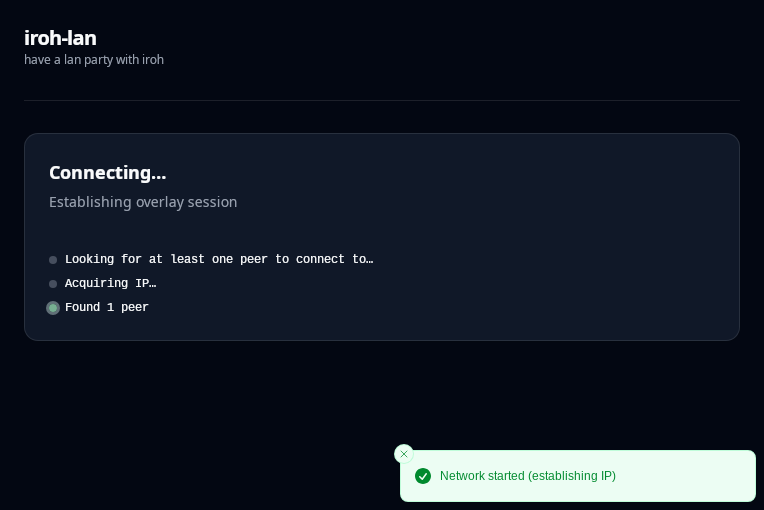 iroh-lan
have a lan party with iroh
Connecting…
Establishing overlay session
Looking for at least one peer to connect to…
Acquiring IP…
Found 1 peer
Network started (establishing IP)